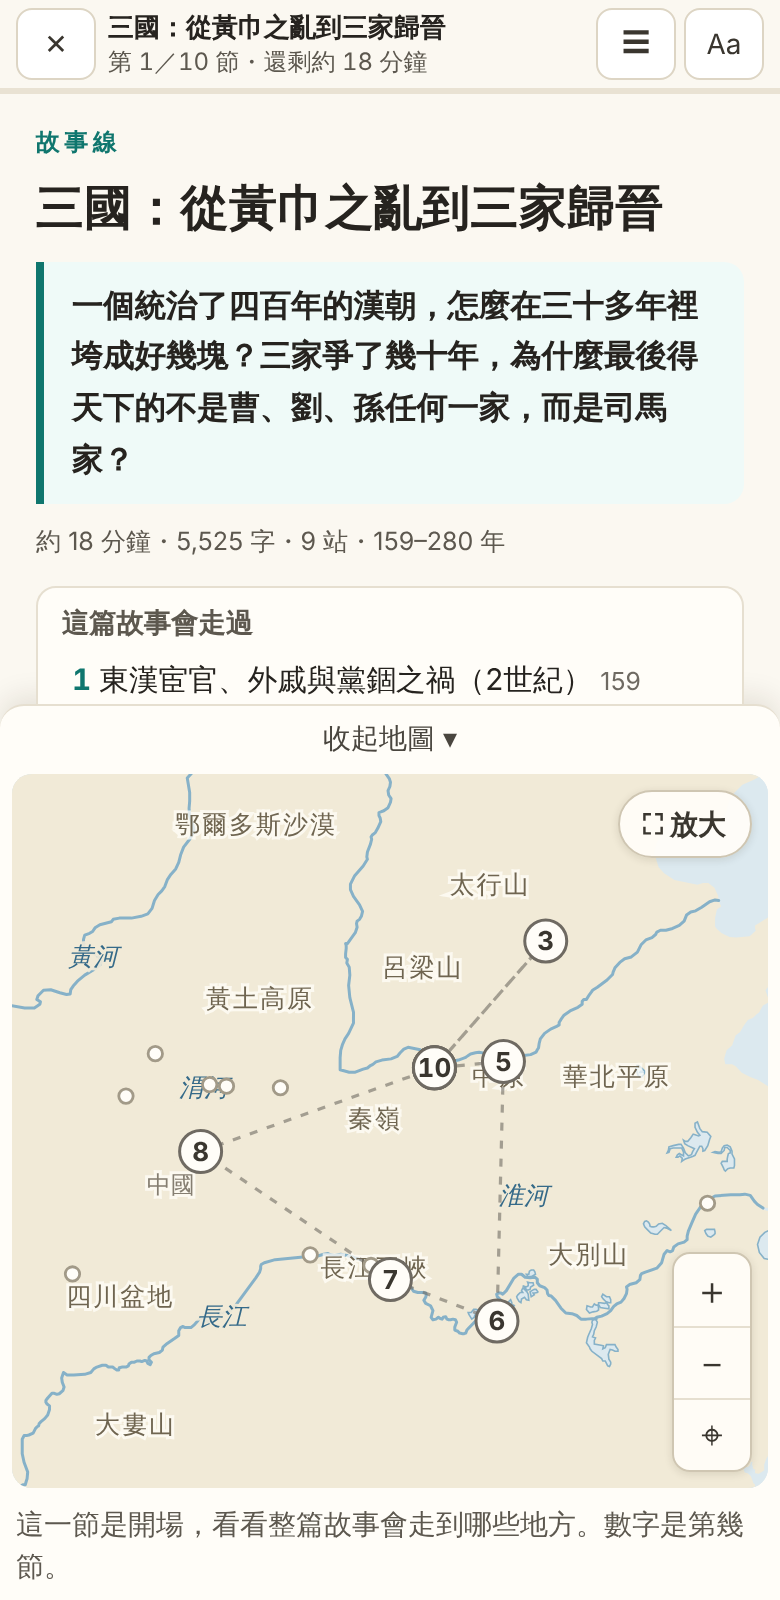 ✕
三國：從黃巾之亂到三家歸晉
第 1／10 節・還剩約 18 分鐘
☰
Aa
故事線
三國：從黃巾之亂到三家歸晉
一個統治了四百年的漢朝，怎麼在三十多年裡
垮成好幾塊？三家爭了幾十年，為什麼最後得
天下的不是曹、劉、孫任何一家，而是司馬
家？
約 18 分鐘・5,525 字・9 站・159–280 年
這篇故事會走過
1 東漢宦官、外戚與黨錮之禍（2世紀） 159
收起地圖 ▾
鄂爾多斯沙漠
放大
太行山
3
黃河
呂梁山
黃土高原
10
5
華北平原
秦嶺
8
中國
淮河
大別山
7
四川盆地
長江
6
大婁山
+
−
⌖
這一節是開場，看看整篇故事會走到哪些地方。數字是第幾
節。